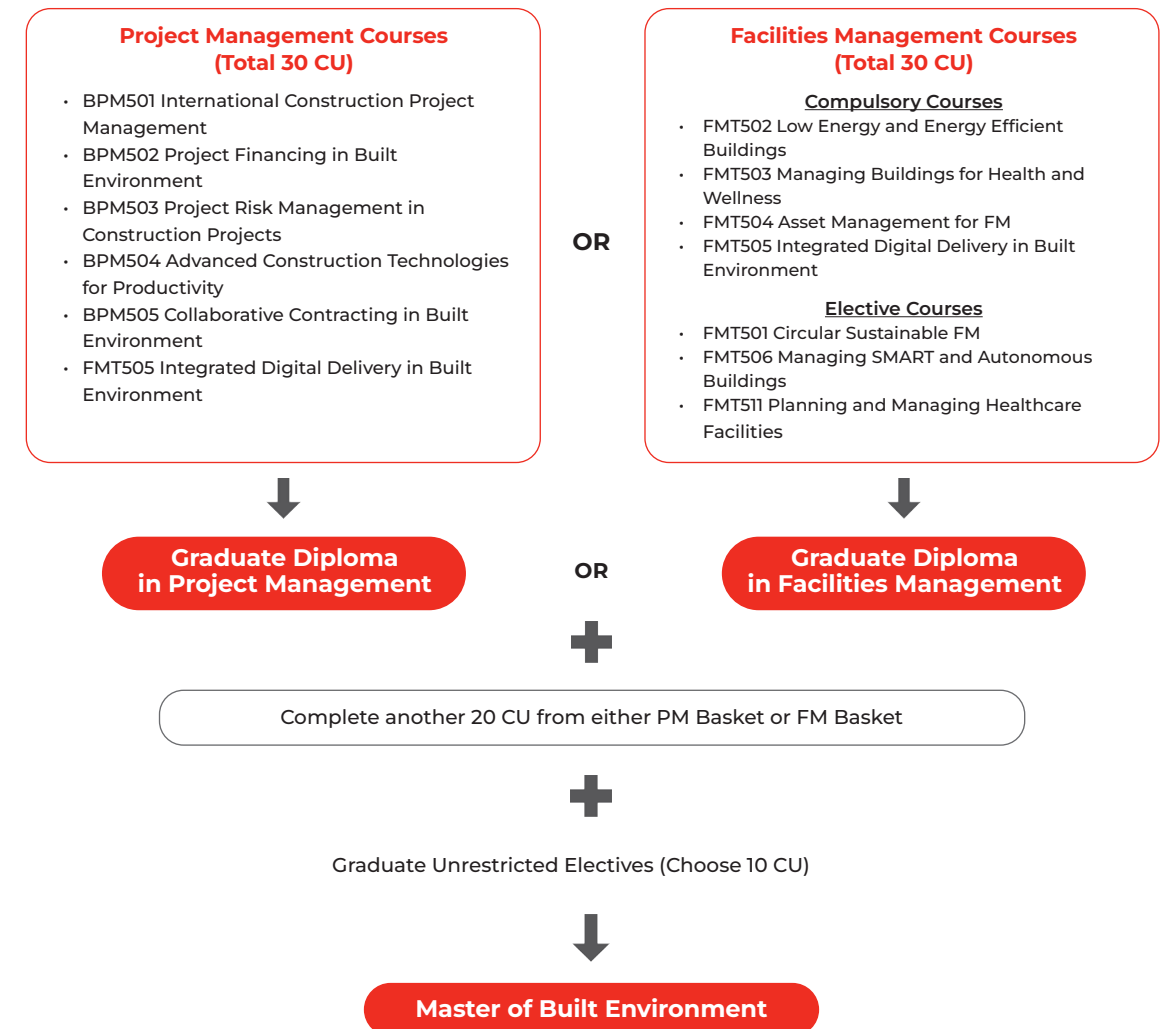 Project Management Courses
(Total 30 CU)
• BPM501 International Construction Project
Management
• BPM502 Project Financing in Built
Environment
• BPM503 Project Risk Management in
Construction Projects
• BPM504 Advanced Construction Technologies
for Productivity
• BPM505 Collaborative Contracting in Built
Environment
• FMT505 Integrated Digital Delivery in Built
Environment
OR
Facilities Management Courses
(Total 30 CU)
Compulsory Courses
• FMT502 Low Energy and Energy Efficient
Buildings
• FMT503 Managing Buildings for Health and
Wellness
• FMT504 Asset Management for FM
• FMT505 Integrated Digital Delivery in Built
Environment
Elective Courses
• FMT501 Circular Sustainable FM
• FMT506 Managing SMART and Autonomous
Buildings
• FMT511 Planning and Managing Healthcare
Facilities
Graduate Diploma
in Project Management
OR
Graduate Diploma
in Facilities Management
Complete another 20 CU from either PM Basket or FM Basket
Graduate Unrestricted Electives (Choose 10 CU)
Master of Built Environment